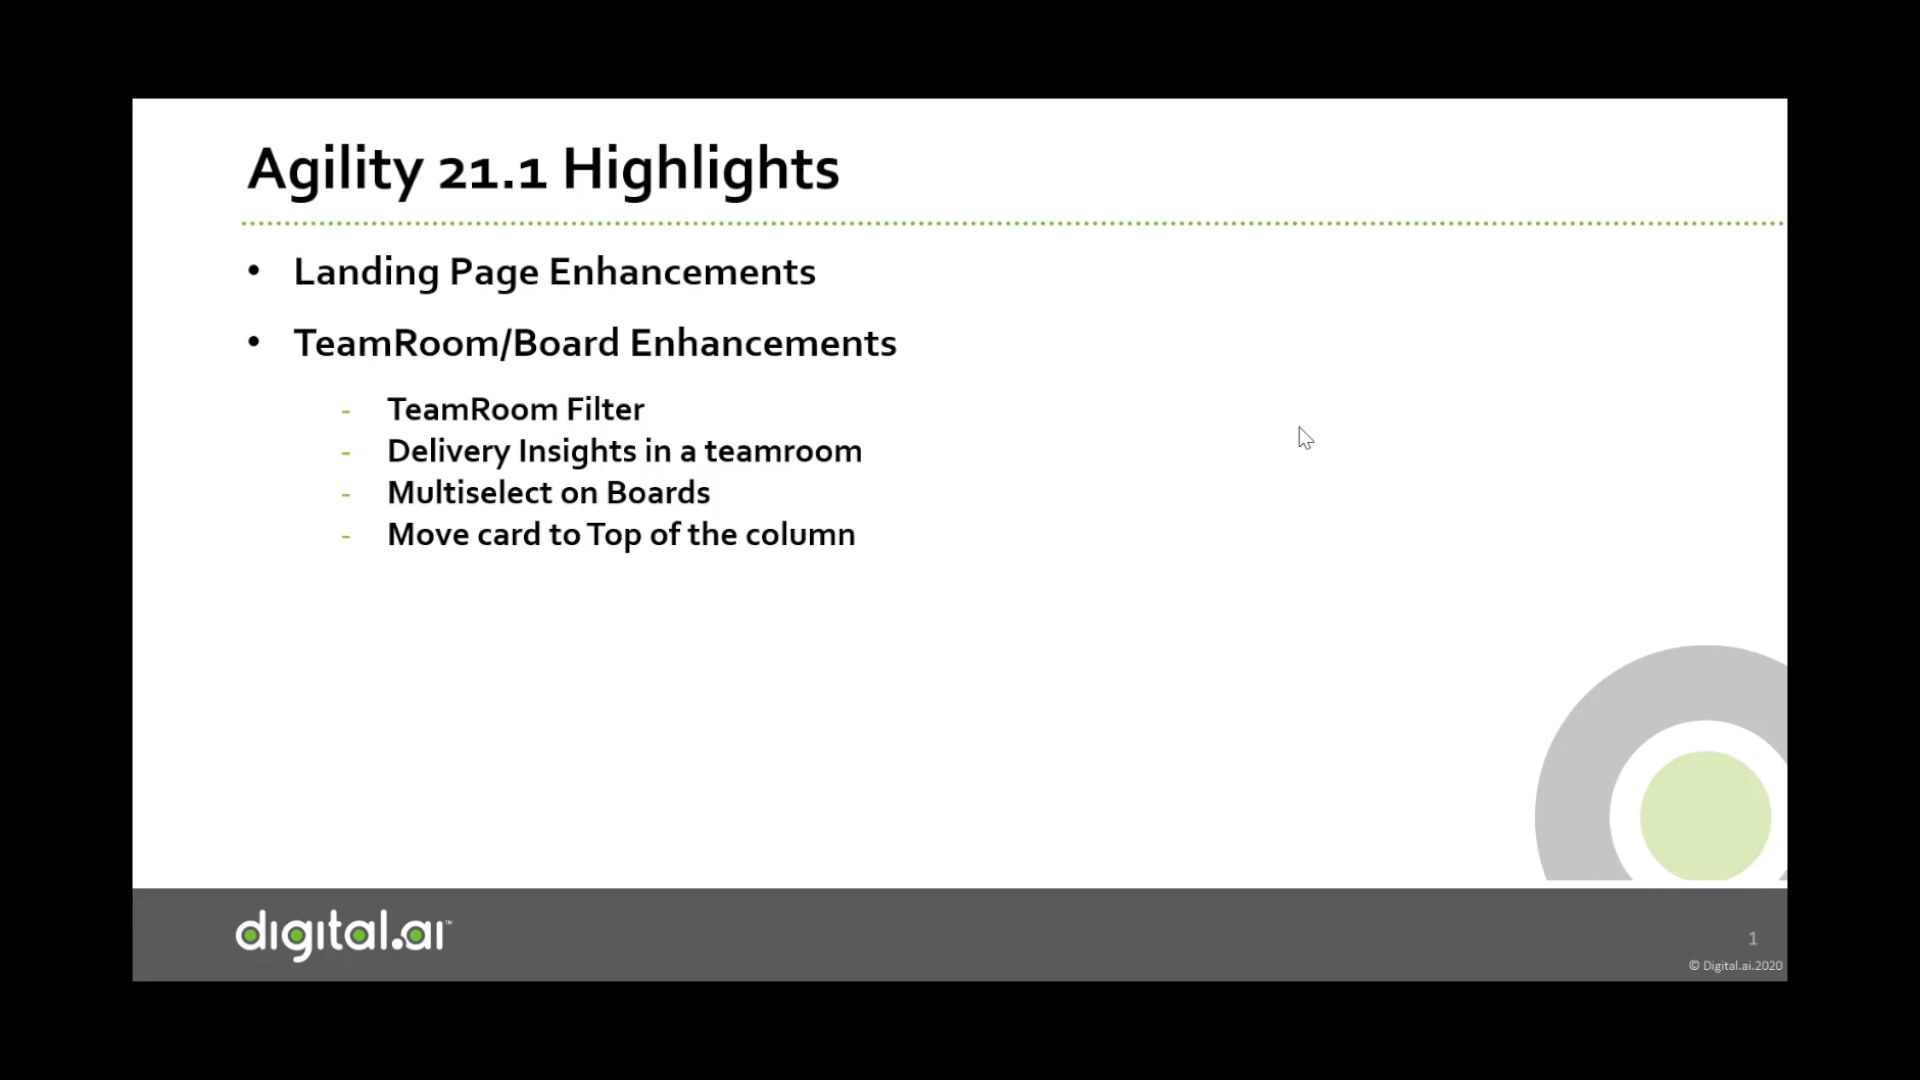 Agility 21.1 Highlights
• Landing Page Enhancements
• TeamRoom/Board Enhancements
- TeamRoom Filter
- Delivery Insights in a teamroom
- Multiselect on Boards
- Move card to Top of the column
digital.ai™
1
© Digital.ai.2020